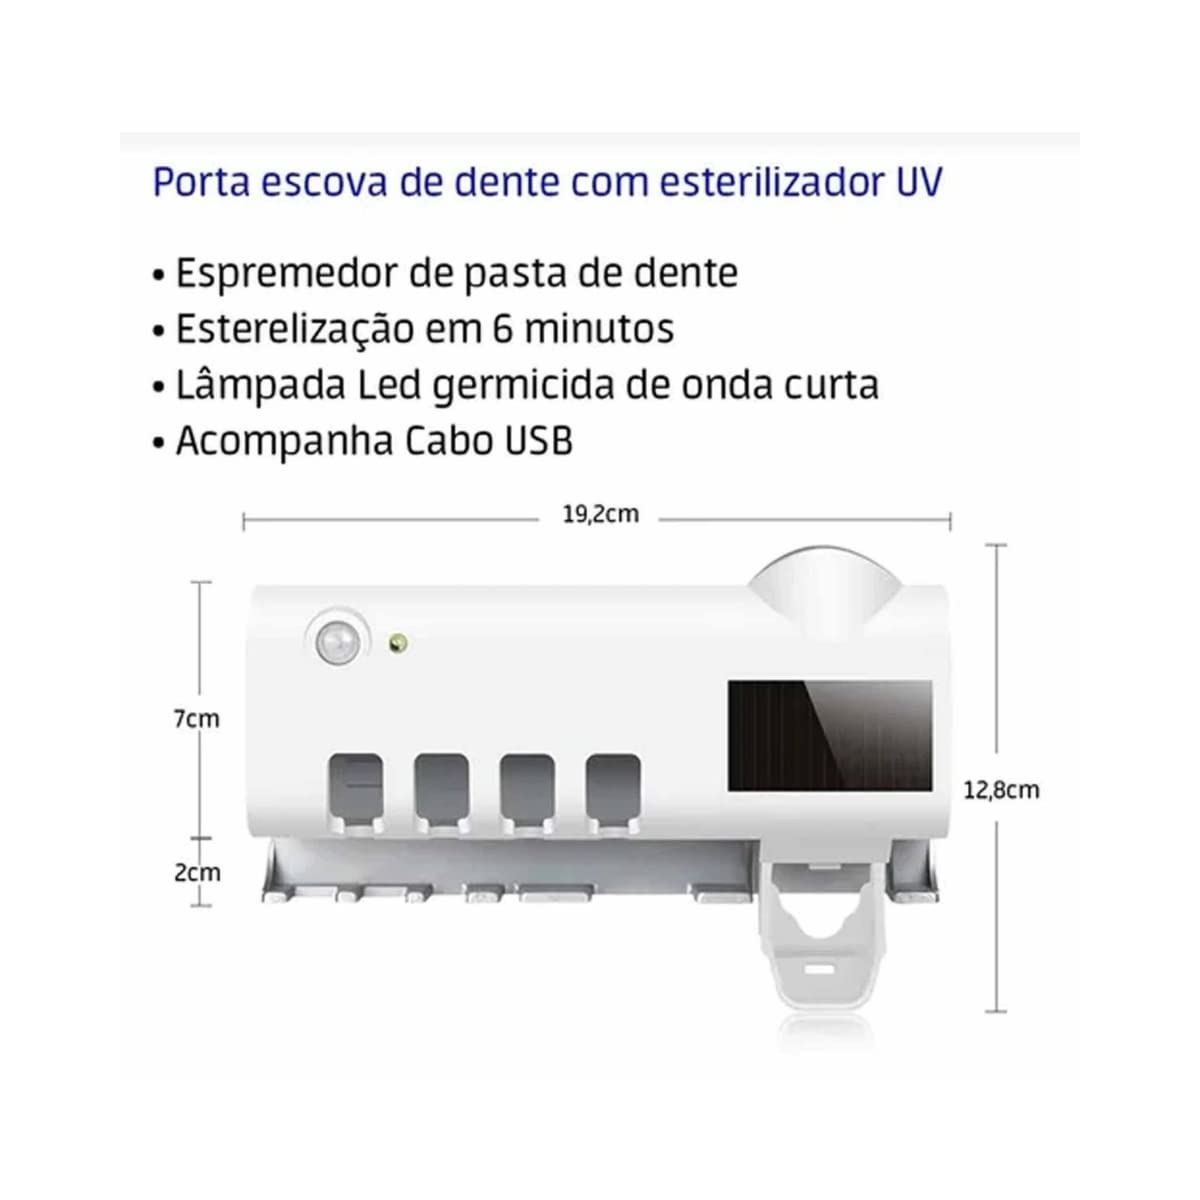 Porta escova de dente com esterilizador UV
• Espremedor de pasta de dente
• Esterelização em 6 minutos
• Lâmpada Led germicida de onda curta
• Acompanha Cabo USB
19,2cm
7cm
12,8cm
2cm